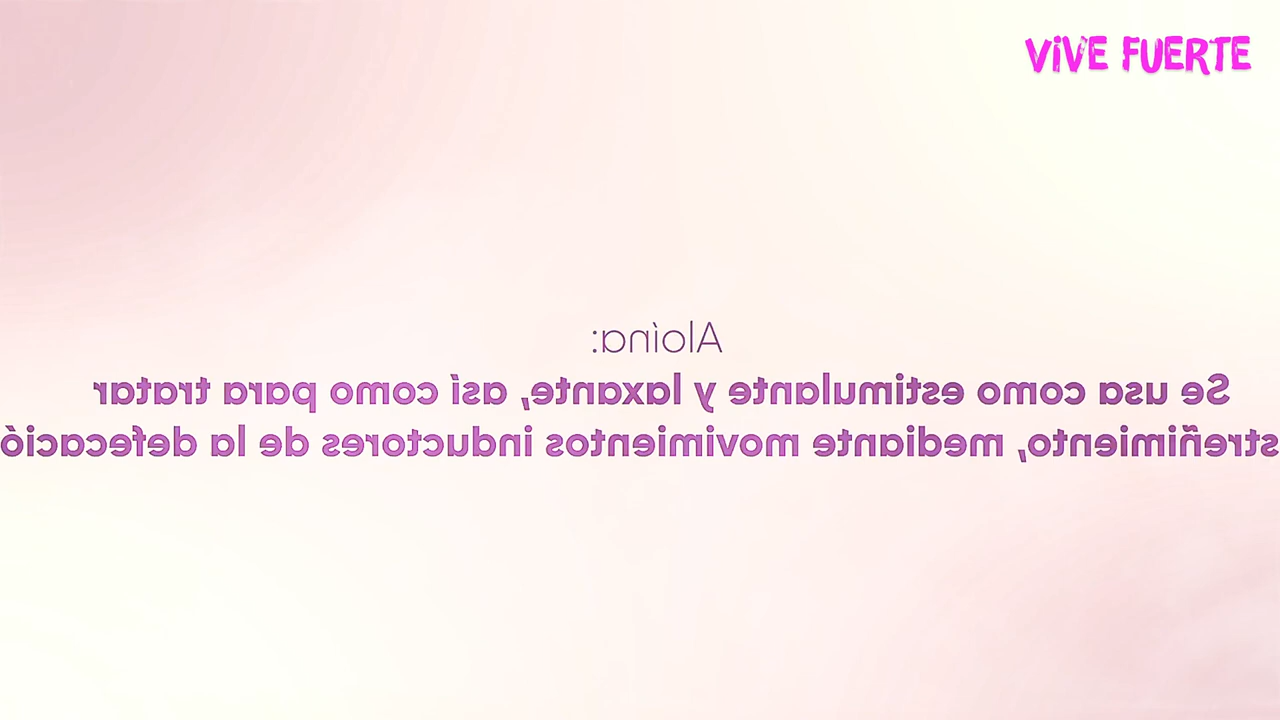 VIVE FUERTE
Aloína:
Se usa como estimulante y laxante, así como para tratar
streñimiento, mediante movimientos inductores de la defecació